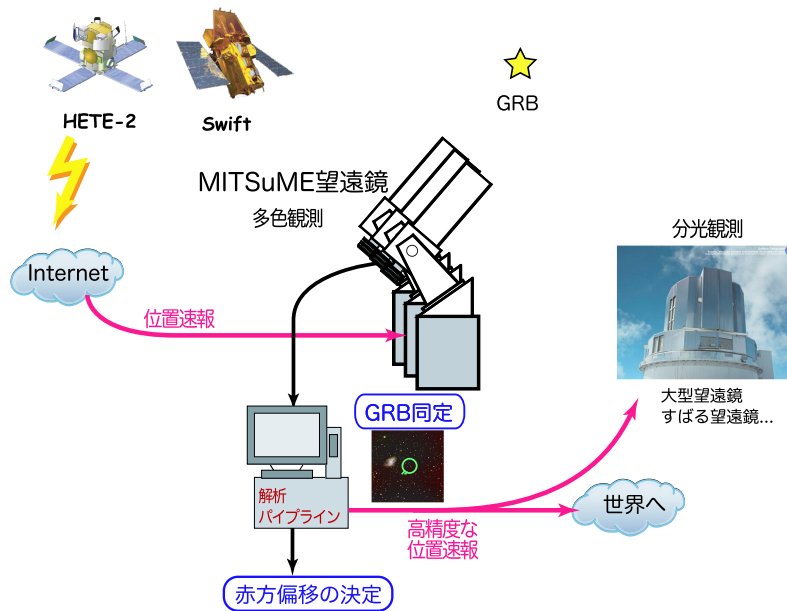 HETE-2
Swift
GRB
MITSuME望遠鏡
多色観測
分光観測
Internet
位置速報
大型望遠鏡
すばる望遠鏡...
GRB同定
解析
パイプライン
世界へ
高精度な
位置速報
赤方偏移の決定